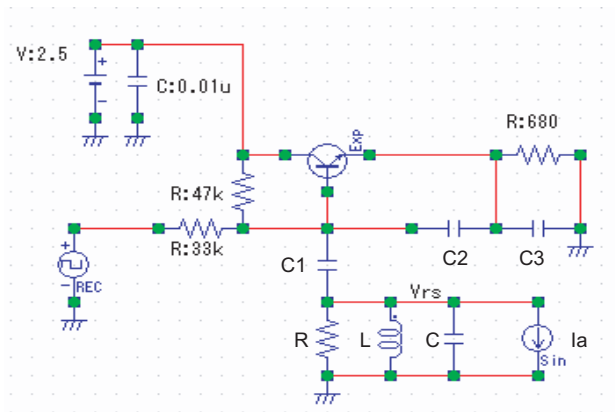 V:2.5
+
-
C:0.01u
Exp
R:680
R:47k
R:33k
+
-
REC
C1
C2
C3
Vrs
R
L
C
Ia
Sin